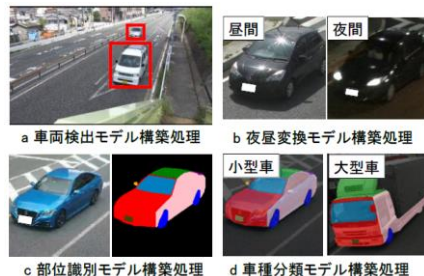 昼間
夜間
a 車両検出モデル構築処理
b 夜昼変換モデル構築処理
小型車
大型車
c 部位識別モデル構築処理
d 車種分類モデル構築処理